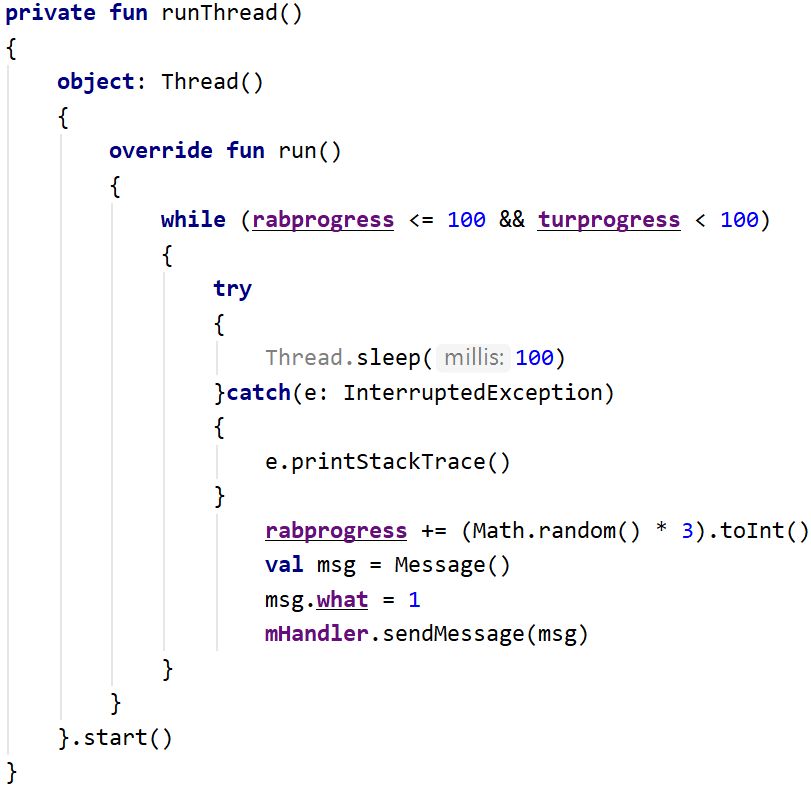 private fun runThread()
{
    object: Thread()
    {
        override fun run()
        {
            while (rabprogress <= 100 && turprogress < 100)
            {
                try
                {
                    Thread.sleep( millis: 100)
                }catch(e: InterruptedException)
                {
                    e.printStackTrace()
                }
                    rabprogress += (Math.random() * 3).toInt()
                    val msg = Message()
                    msg.what = 1
                    mHandler.sendMessage(msg)
            }
        }
    }.start()
}